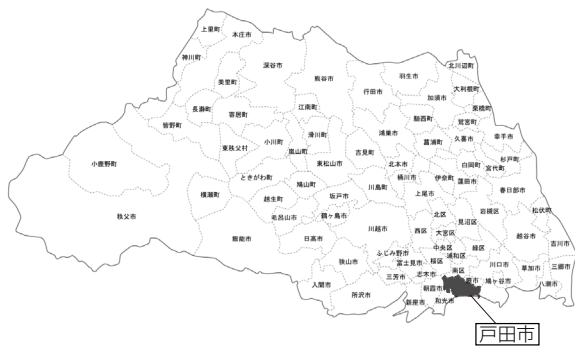 上里町
本庄市
神川町
深谷市
熊谷市
羽生市
北川辺町
美里町
行田市
加須市
大利根町
長瀞町
寄居町
江南町
騎西町
栗橋町
鷲宮町
皆野町
小川町
滑川町
鴻巣市
久喜市
幸手市
東秩父村
嵐山町
吉見町
菖蒲町
小鹿野町
東松山市
北本市
白岡町
杉戸町
宮代町
ときがわ町
桶川市
伊奈町
蓮田市
横瀬町
鳩山町
川島町
上尾市
春日部市
秩父市
越生町
坂戸市
毛呂山市
鶴ヶ島市
北区
岩槻区
松伏町
見沼区
飯能市
日高市
川越市
西区
大宮区
越谷市
吉川市
中央区
緑区
ふじみ野市
浦和区
狭山市
富士見市
桜区
川口市
草加市
三郷市
三芳市
志木市
南区
入間市
所沢市
朝霞市
蕨市
鳩ヶ谷市
八潮市
新座市
和光市
戸田市